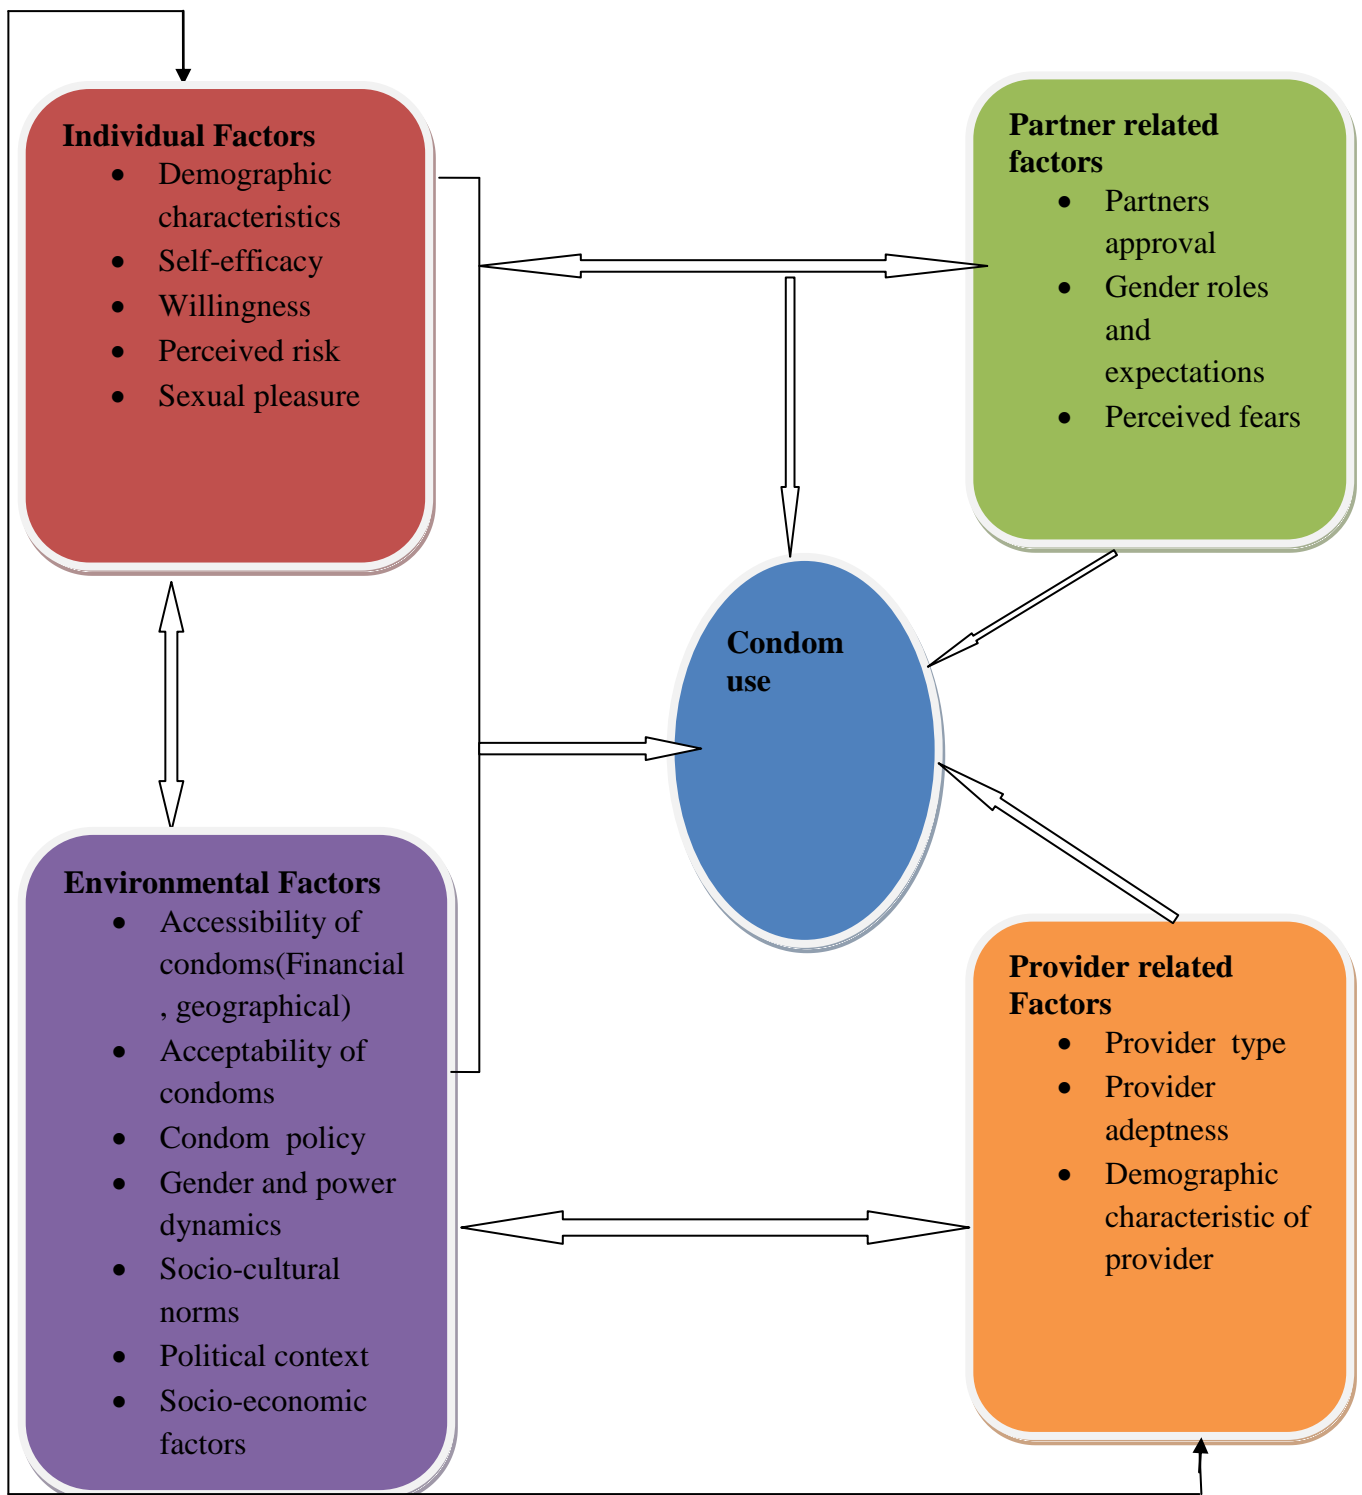 Individual Factors
• Demographic
characteristics
• Self-efficacy
• Willingness
• Perceived risk
• Sexual pleasure
Partner related
factors
• Partners
approval
• Gender roles
and
expectations
• Perceived fears
Condom
use
Environmental Factors
• Accessibility of
condoms(Financial
, geographical)
• Acceptability of
condoms
• Condom  policy
• Gender and power
dynamics
• Socio-cultural
norms
• Political context
• Socio-economic
factors
Provider related
Factors
• Provider  type
• Provider
adeptness
• Demographic
characteristic of
provider